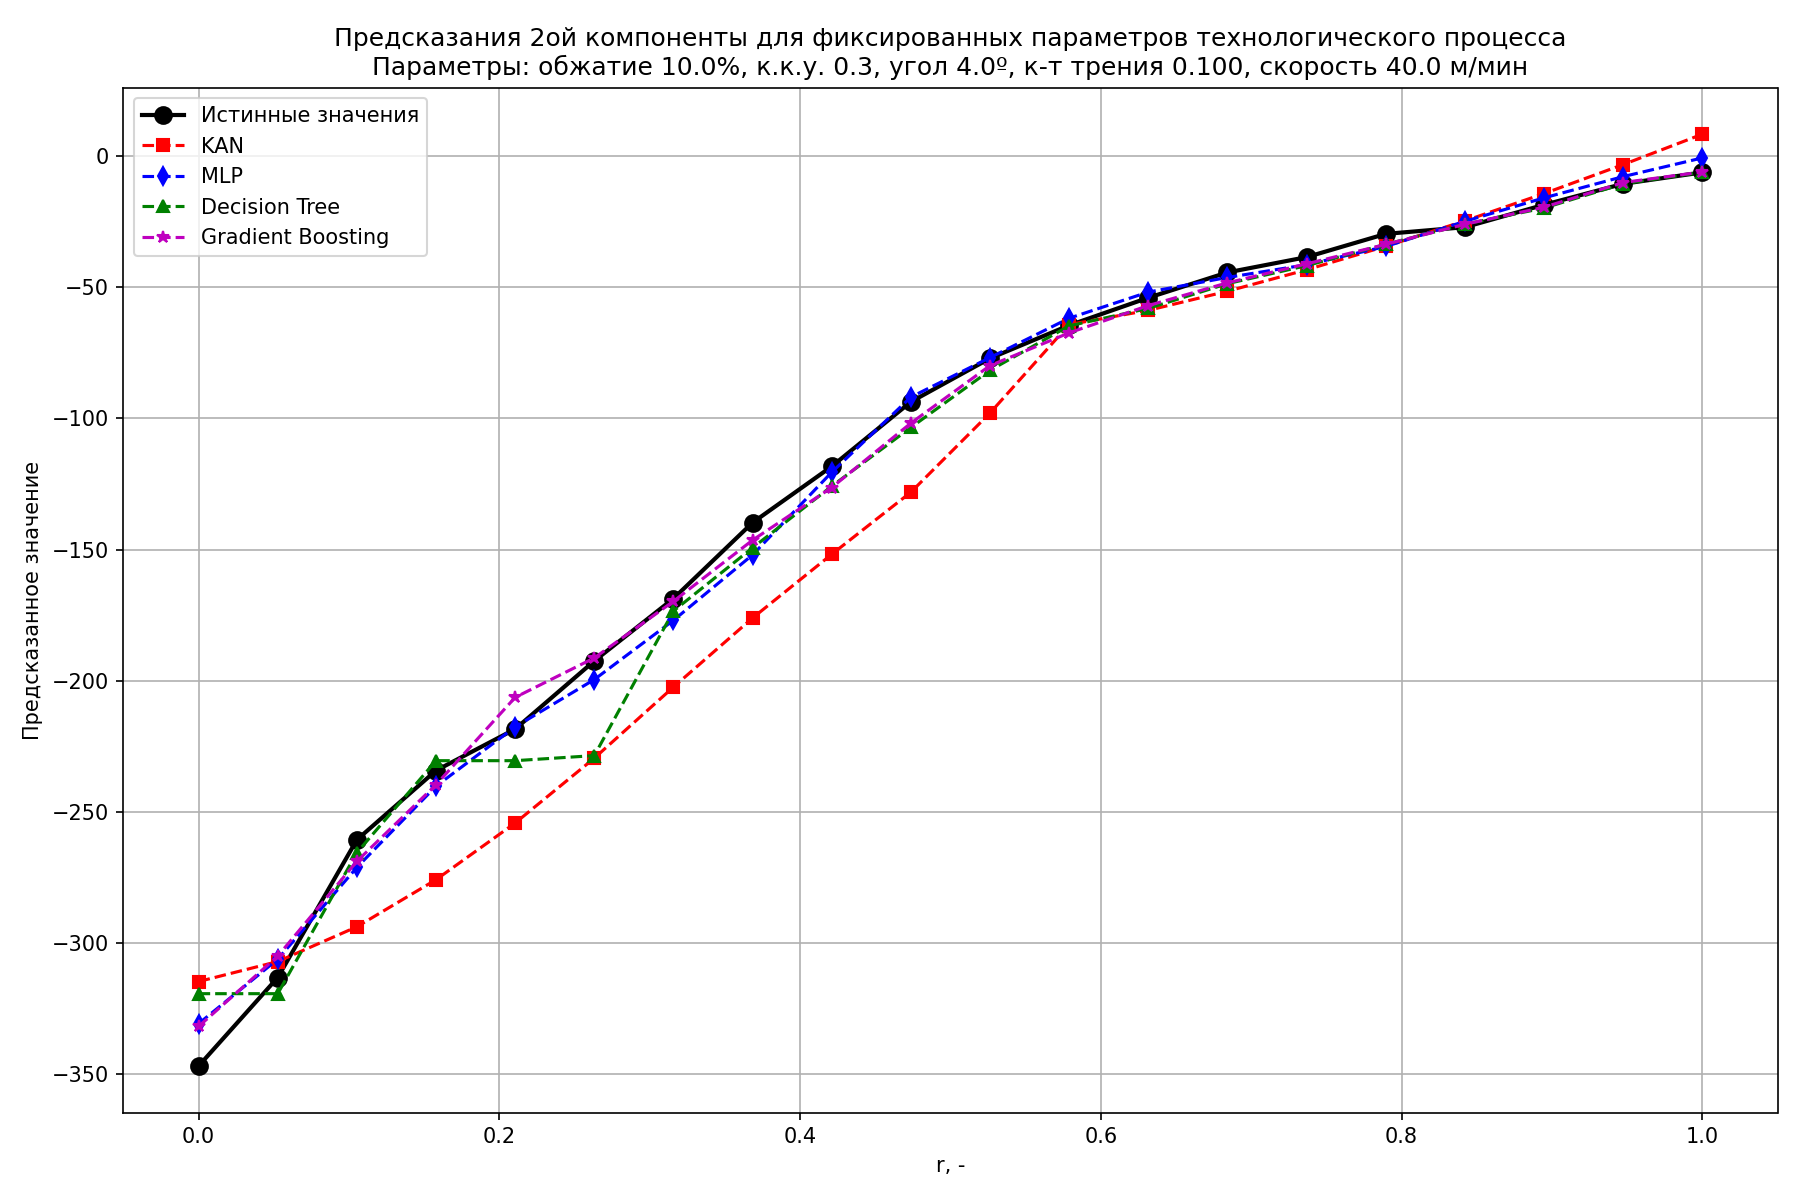 Предсказания 2ой компоненты для фиксированных параметров технологического процесса
Параметры: обжатие 10.0%, к.к.у. 0.3, угол 4.0º, к-т трения 0.100, скорость 40.0 м/мин
Истинные значения
KAN
MLP
Decision Tree
Gradient Boosting
0
−50
−100
−150
−200
−250
−300
−350
Предсказанное значение
0.0
0.2
0.4
0.6
0.8
1.0
r, -